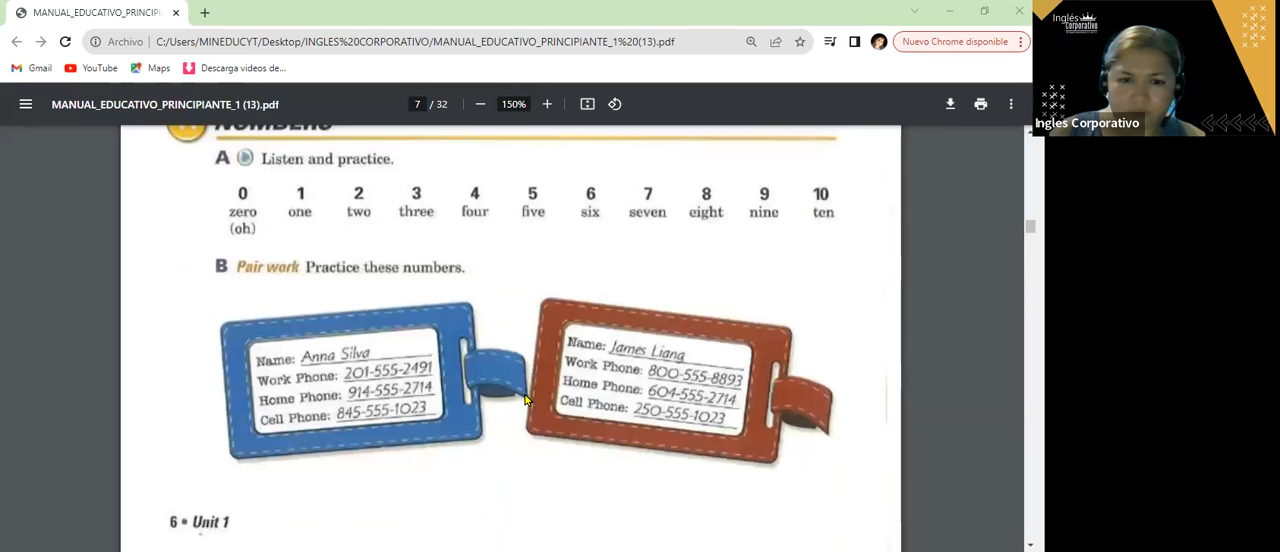 MANUAL_EDUCATIVO_PRINCIPI
Archivo C:/Users/MINEDUCYT/Desktop/INGLES%20CORPORATIVO/MANUAL_EDUCATIVO_PRINCIPIANTE_1%20(13).pdf
Nuevo Chrome disponible
Gmail YouTube Maps Descarga videos de...
MANUAL_EDUCATIVO_PRINCIPIANTE_1 (13).pdf 7 / 32 150%
Inglés
Corporativo
Inglés Corporativo
NUMBERS
A Listen and practice.
0 1 2 3 4 5 6 7 8 9 10
zero one two three four five six seven eight nine ten
(oh)
B Pair work Practice these numbers.
Name: Anna Silva
Work Phone: 201-555-2491
Home Phone: 914-555-2714
Cell Phone: 845-555-1023
Name: James Liang
Work Phone: 800-555-8893
Home Phone: 604-555-2714
Cell Phone: 250-555-1023
6 • Unit 1